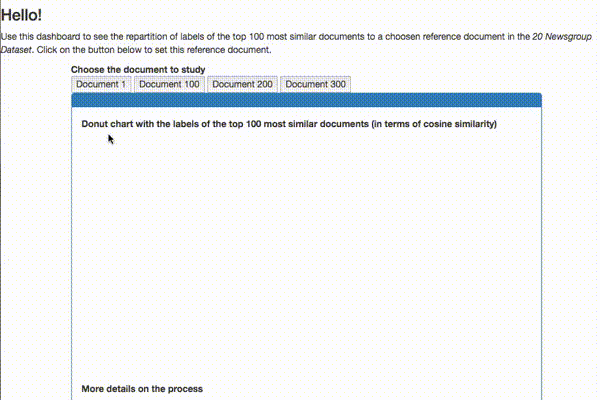 Hello!
Use this dashboard to see the repartition of labels of the top 100 most similar documents to a choosen reference document in the 20 Newsgroup
Dataset. Click on the button below to set this reference document.
Choose the document to study
Document 1 Document 100 Document 200 Document 300
Donut chart with the labels of the top 100 most similar documents (in terms of cosine similarity)
More details on the process